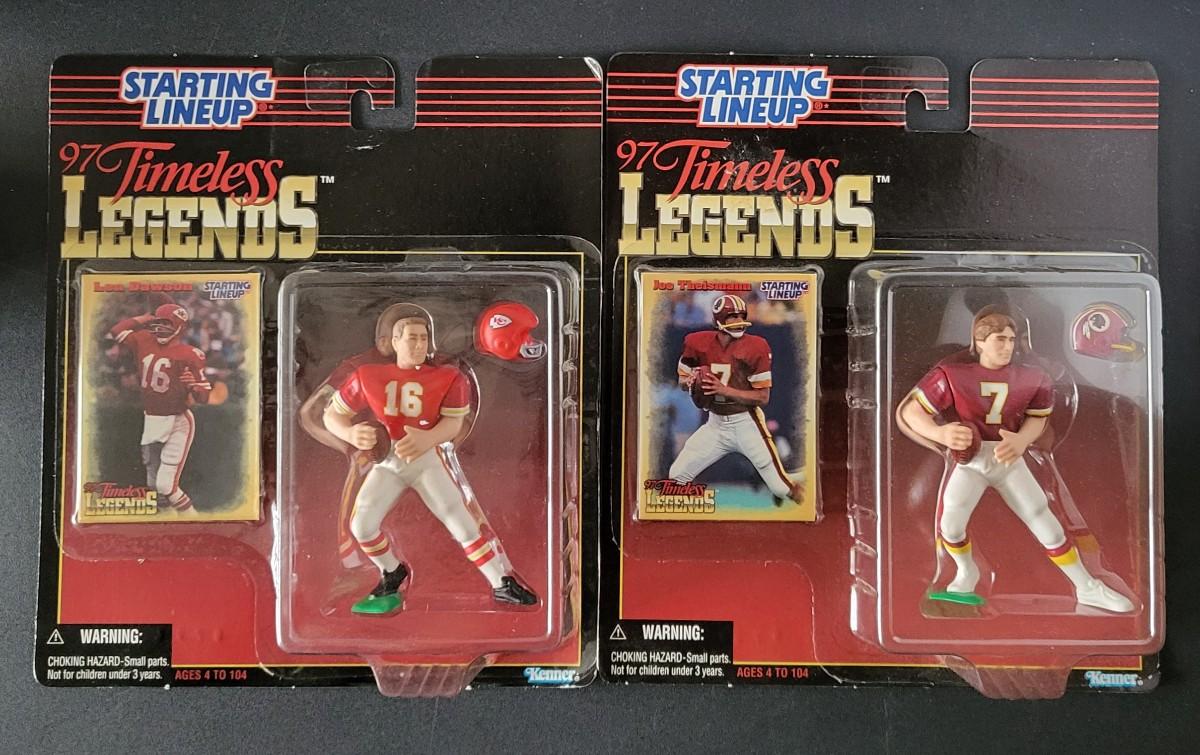 STARTING
LINEUP®*
97 Timeless
LEGENDS™
Len Dawson
STARTING
LINEUP
16
97 Timeless
LEGENDS
16
⚠ WARNING:
CHOKING HAZARD-Small parts.
Not for children under 3 years.
AGES 4 TO 104
Kenner®
STARTING
LINEUP®*
97 Timeless
LEGENDS™
Joe Theismann
STARTING
LINEUP
7
97 Timeless
LEGENDS
7
⚠ WARNING:
CHOKING HAZARD-Small parts.
Not for children under 3 years.
AGES 4 TO 104
Kenner®